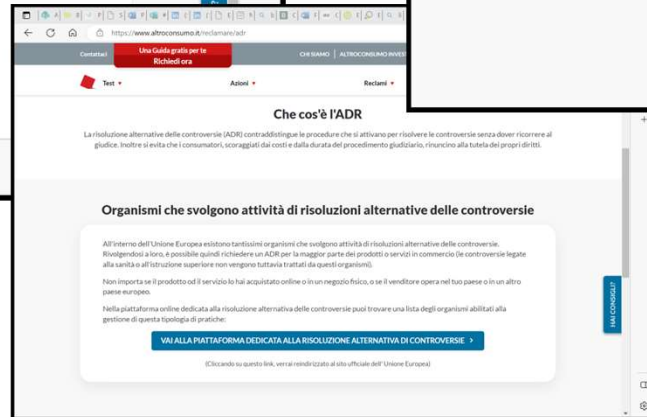 https://www.altroconsumo.it/reclamare/adr
Contattaci
Una Guida gratis per te
Richiedi ora
CHI SIAMO | ALTROCONSUMO INVES
Test
Azioni
Reclami
Che cos'è l'ADR
La risoluzione alternative delle controversie (ADR) contraddistingue le procedure che si attivano per risolvere le controversie senza dover ricorrere al
giudice. Inoltre si evita che i consumatori, scoraggiati dai costi e dalla durata del procedimento giudiziario, rinuncino alla tutela dei propri diritti.
Organismi che svolgono attività di risoluzioni alternative delle controversie
All'interno dell'Unione Europea esistono tantissimi organismi che svolgono attività di risoluzioni alternative delle controversie.
Rivolgendosi a loro, è possibile quindi richiedere un ADR per la maggior parte dei prodotti o servizi in commercio (le controversie legate
alla sanità o all'istruzione superiore non vengono tuttavia trattati da questi organismi).
Non importa se il prodotto od il servizio lo hai acquistato online o in un negozio fisico, o se il venditore opera nel tuo paese o in un altro
paese europeo.
Nella piattaforma online dedicata alla risoluzione alternativa delle controversie puoi trovare una lista degli organismi abilitati alla
gestione di questa tipologia di pratiche:
VAI ALLA PIATTAFORMA DEDICATA ALLA RISOLUZIONE ALTERNATIVA DI CONTROVERSIE >
(Cliccando su questo link, verrai reindirizzato al sito ufficiale dell' Unione Europea)
HAI CONSIGLI?